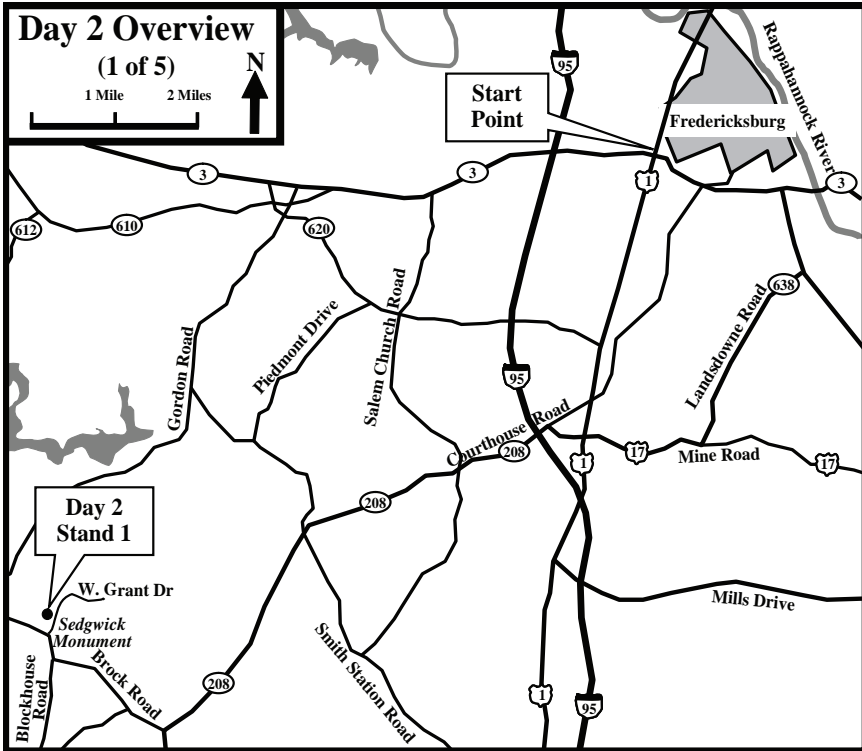 Day 2 Overview
(1 of 5)
N
1 Mile
2 Miles
95
Start
Point
Fredericksburg
Rappahannock River
3
3
1
3
612
610
620
638
Gordon Road
Piedmont Drive
Salem Church Road
Landsdowne Road
95
Courthouse Road
208
17
Mine Road
17
1
208
Day 2
Stand 1
W. Grant Dr
Sedgwick
Monument
Mills Drive
Blockhouse
Road
Brock Road
208
Smith Station Road
1
95